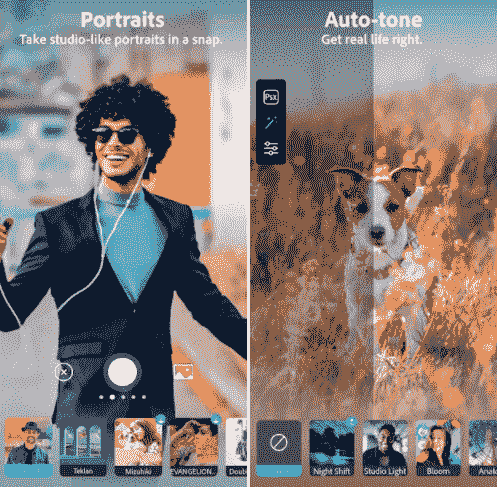 Portraits
Take studio-like portraits in a snap.
Teklan
Mizuhiki
EVANGELION...
Doub
Auto-tone
Get real life right.
Psx
Night Shift
Studio Light
Bloom
Anak